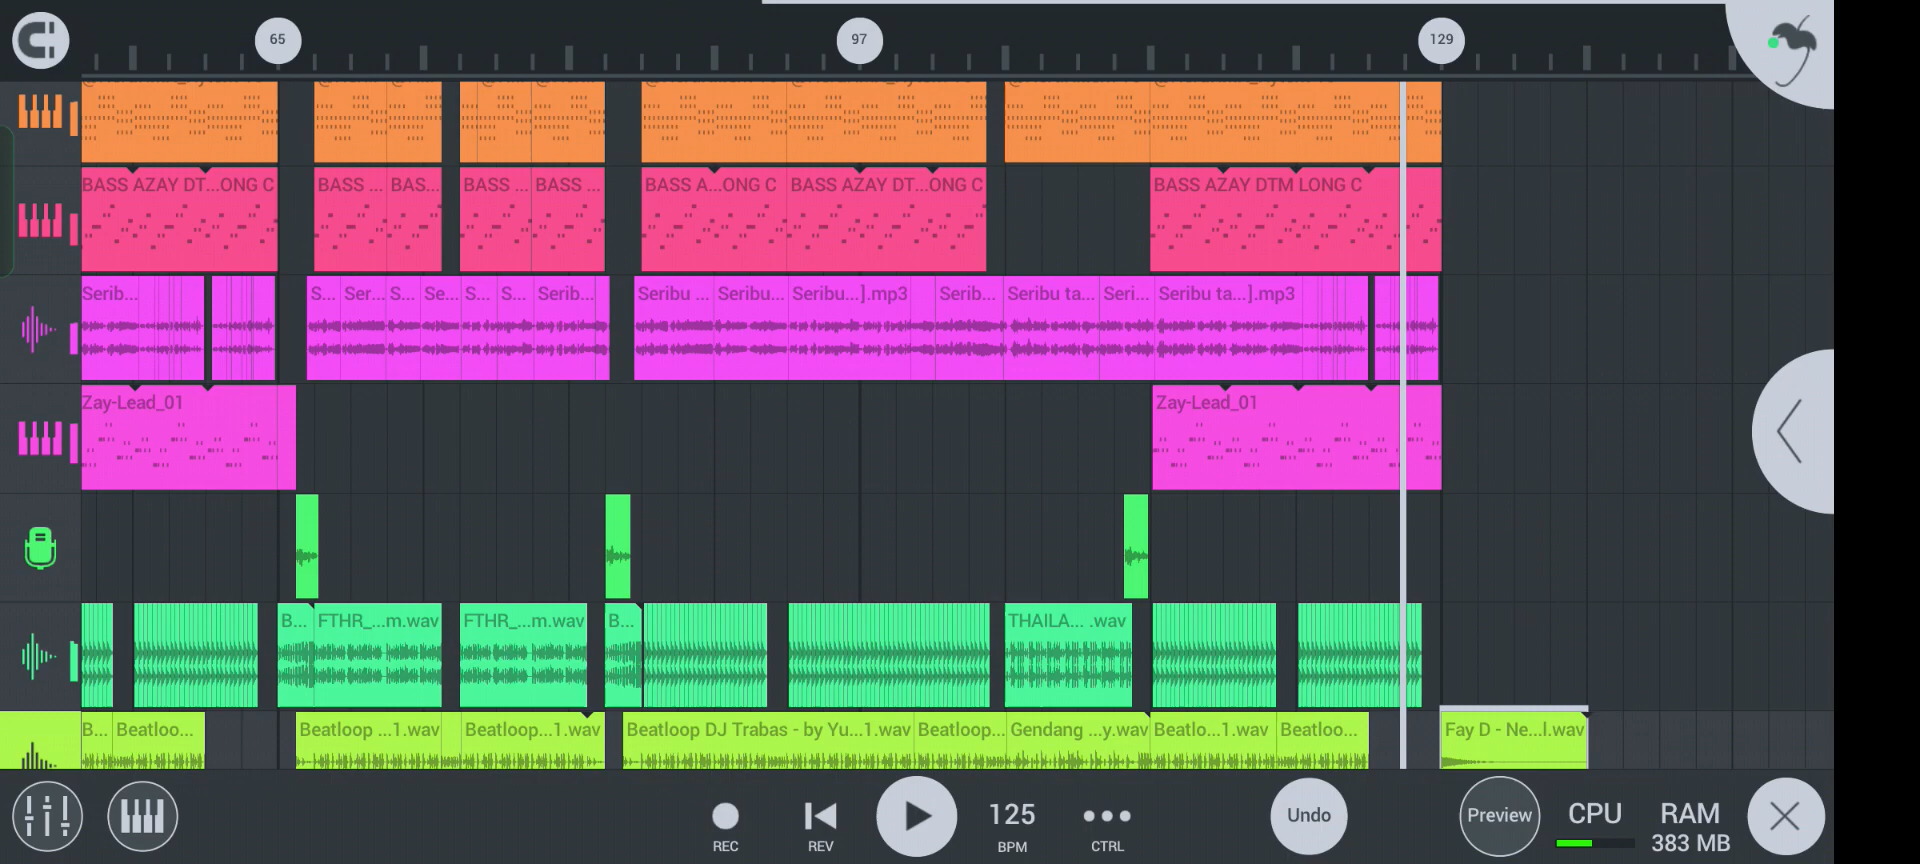 65
97
129
BASS AZAY DT...ONG C
BASS ...
BAS...
BASS ...
BASS ...
BASS A...ONG C
BASS AZAY DT...ONG C
BASS AZAY DTM LONG C
Serib...
S...
Ser...
S...
Se...
S...
S...
Serib...
Seribu ...
Seribu...
Seribu...].mp3
Serib...
Seribu ta...
Seri...
Seribu ta...].mp3
Zay-Lead_01
Zay-Lead_01
B...
FTHR_...m.wav
FTHR_...m.wav
B...
THAILA... .wav
B...
Beatloo...
Beatloop ...1.wav
Beatloop...1.wav
Beatloop DJ Trabas - by Yu...1.wav
Beatloop...
Gendang ...y.wav
Beatlo...1.wav
Beatloo...
Fay D - Ne...l.wav
REC
REV
125
BPM
CTRL
Undo
Preview
CPU
RAM
383 MB